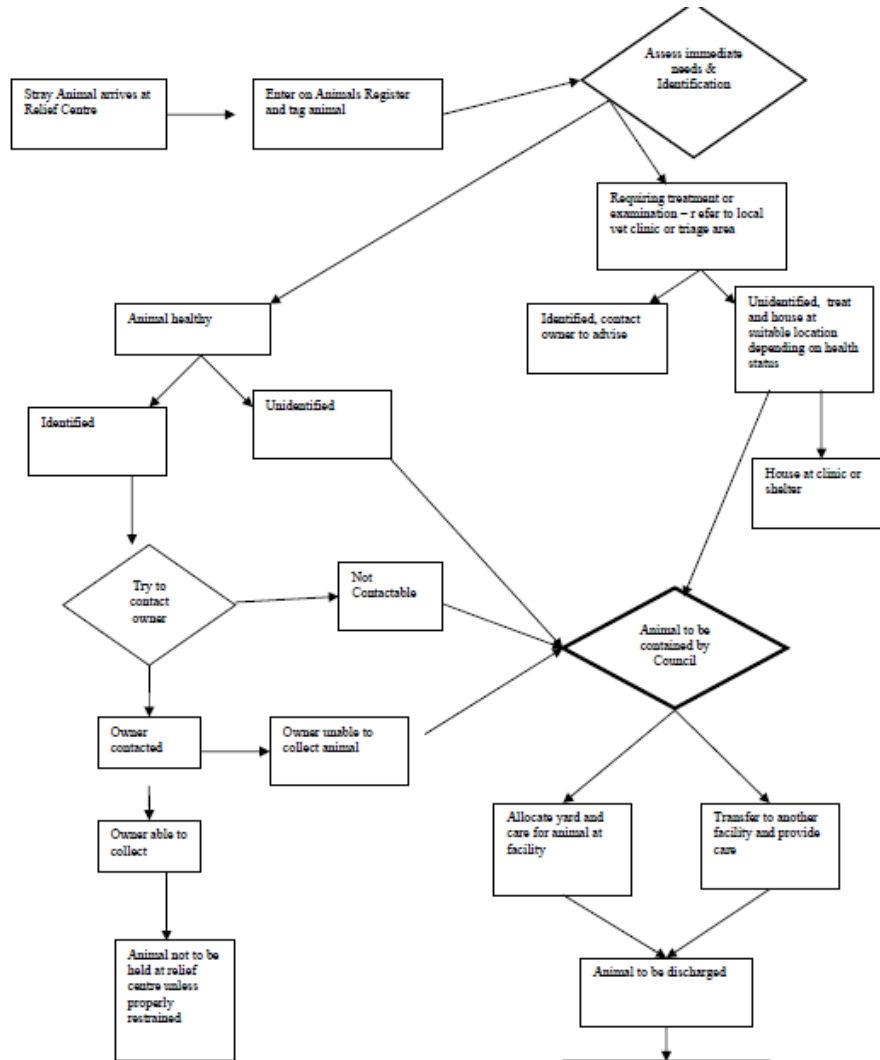 Assess immediate
needs &
Identification
Stray Animal arrives at
Relief Centre
Enter on Animals Register
and tag animal
Requiring treatment or
examination – r efer to local
vet clinic or triage area
Animal healthy
Identified, contact
owner to advise
Unidentified, treat
and house at
suitable location
depending on health
status
Identified
Unidentified
House at clinic or
shelter
Try to
contact
owner
Not
Contactable
Animal to be
contained by
Council
Owner
contacted
Owner unable to
collect animal
Owner able to
collect
Allocate yard and
care for animal at
facility
Transfer to another
facility and provide
care
Animal not to be
held at relief
centre unless
properly
restrained
Animal to be discharged